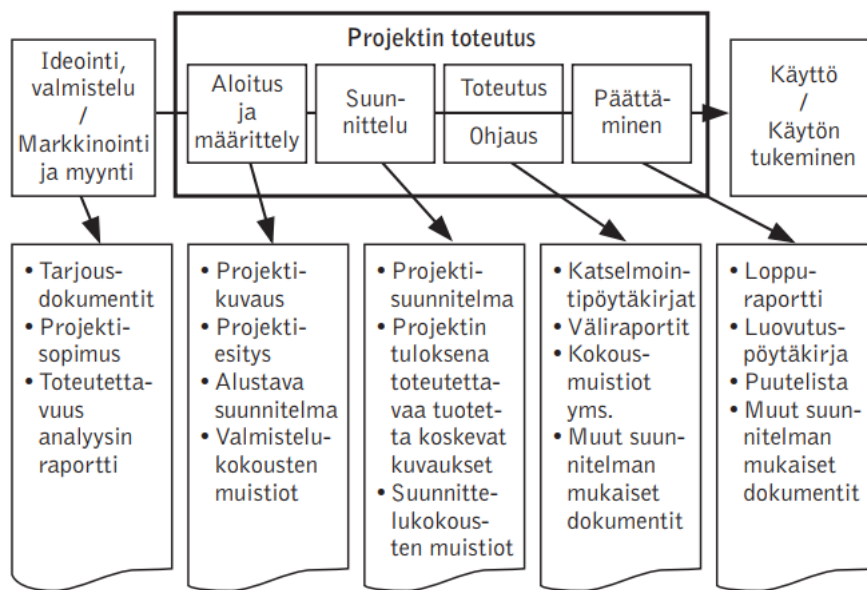 Projektin toteutus
Ideointi,
valmistelu
/
Markkinointi
ja myynti
Aloitus
ja
määrittely
Suun-
nittelu
Toteutus
Ohjaus
Päättä-
minen
Käyttö
/
Käytön
tukeminen
• Tarjous-
dokumentit
• Projekti-
sopimus
• Toteutetta-
vuus
analyysin
raportti
• Projekti-
kuvaus
• Projekti-
esitys
• Alustava
suunnitelma
• Valmistelu-
kokousten
muistiot
• Projekti-
suunnitelma
• Projektin
tuloksena
toteutetta-
vaa tuotet-
ta koskevat
kuvaukset
• Suunnitte-
lukokous-
ten muistiot
• Katselmoin-
tipöytäkirjat
• Väliraportit
• Kokous-
muistiot
yms.
• Muut suun-
nitelman
mukaiset
dokumentit
• Loppu-
raportti
• Luovutus-
pöytäkirja
• Puutelista
• Muut suun-
nitelman
mukaiset
dokumentit